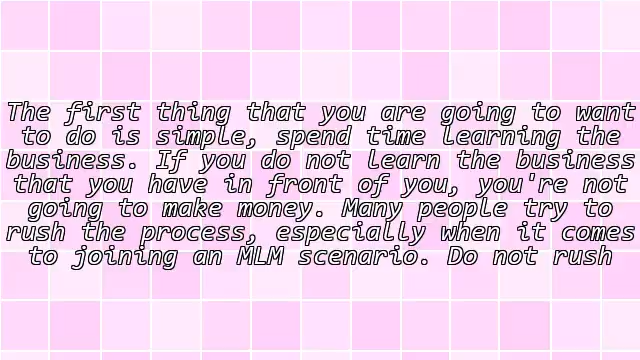 The first thing that you are going to want
to do is simple, spend time learning the
business. If you do not learn the business
that you have in front of you, you're not
going to make money. Many people try to
rush the process, especially when it comes
to joining an MLM scenario. Do not rush